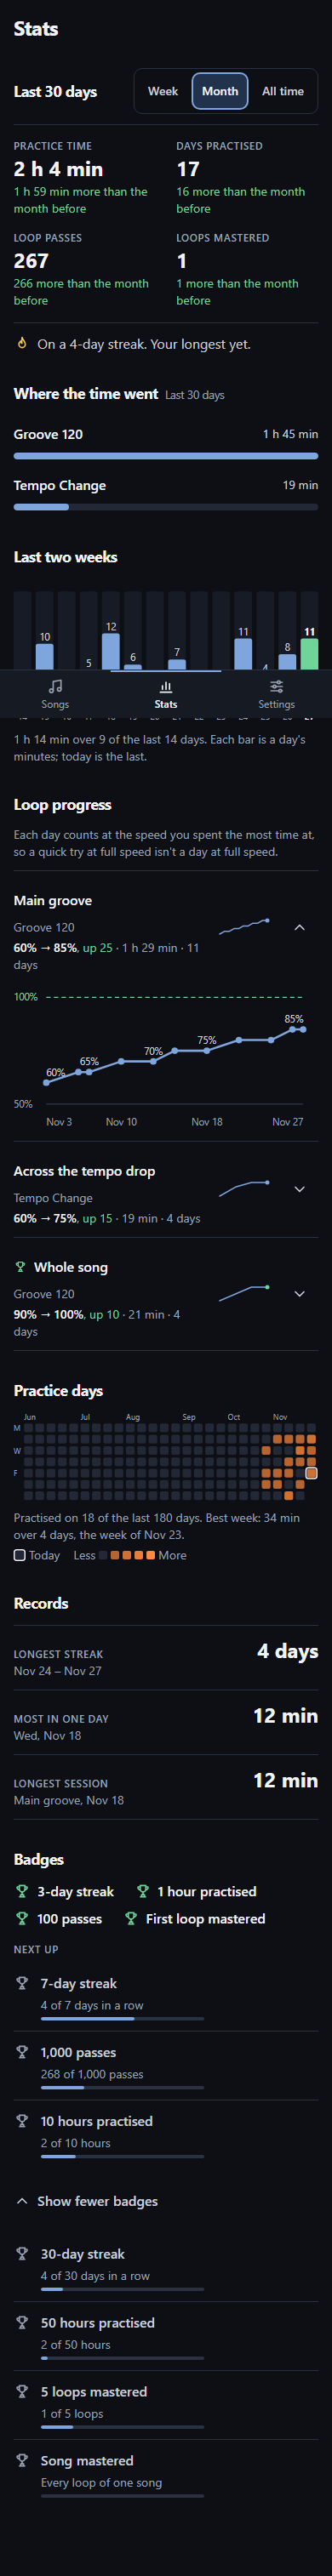 Stats
Last 30 days
Week Month All time
PRACTICE TIME DAYS PRACTISED
2 h 4 min 17
1 h 59 min more than the 16 more than the month
month before before
LOOP PASSES LOOPS MASTERED
267 1
266 more than the month 1 more than the month
before before
On a 4-day streak. Your longest yet.
Where the time went Last 30 days
Groove 120 1 h 45 min
Tempo Change 19 min
Last two weeks
10 5 12 6 7 11 4 8 11
Songs Stats Settings
1 h 14 min over 9 of the last 14 days. Each bar is a day's
minutes; today is the last.
Loop progress
Each day counts at the speed you spent the most time at,
so a quick try at full speed isn't a day at full speed.
Main groove
Groove 120
60% → 85%, up 25 · 1 h 29 min · 11
days
100%
85%
75%
70%
65%
60%
50%
Nov 3 Nov 10 Nov 18 Nov 27
Across the tempo drop
Tempo Change
60% → 75%, up 15 · 19 min · 4 days
Whole song
Groove 120
90% → 100%, up 10 · 21 min · 4
days
Practice days
Jun Jul Aug Sep Oct Nov
M
W
F
Practised on 18 of the last 180 days. Best week: 34 min
over 4 days, the week of Nov 23.
Today Less More
Records
LONGEST STREAK 4 days
Nov 24 – Nov 27
MOST IN ONE DAY 12 min
Wed, Nov 18
LONGEST SESSION 12 min
Main groove, Nov 18
Badges
3-day streak 1 hour practised
100 passes First loop mastered
NEXT UP
7-day streak
4 of 7 days in a row
1,000 passes
268 of 1,000 passes
10 hours practised
2 of 10 hours
Show fewer badges
30-day streak
4 of 30 days in a row
50 hours practised
2 of 50 hours
5 loops mastered
1 of 5 loops
Song mastered
Every loop of one song